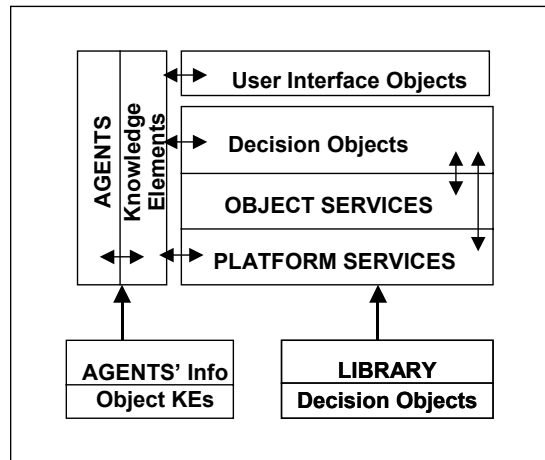 AGENTS
Knowledge
Elements
User Interface Objects
Decision Objects
OBJECT SERVICES
PLATFORM SERVICES
AGENTS’ Info
Object KEs
LIBRARY
Decision Objects